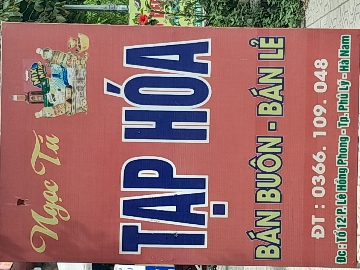 Ngọc Tú
TẠP HÓA
BÁN BUÔN - BÁN LẺ
ĐT : 0366. 109. 048
Đc : TỔ 12 P. Lê Hồng Phong - Tp. Phủ Lý - Hà Nam